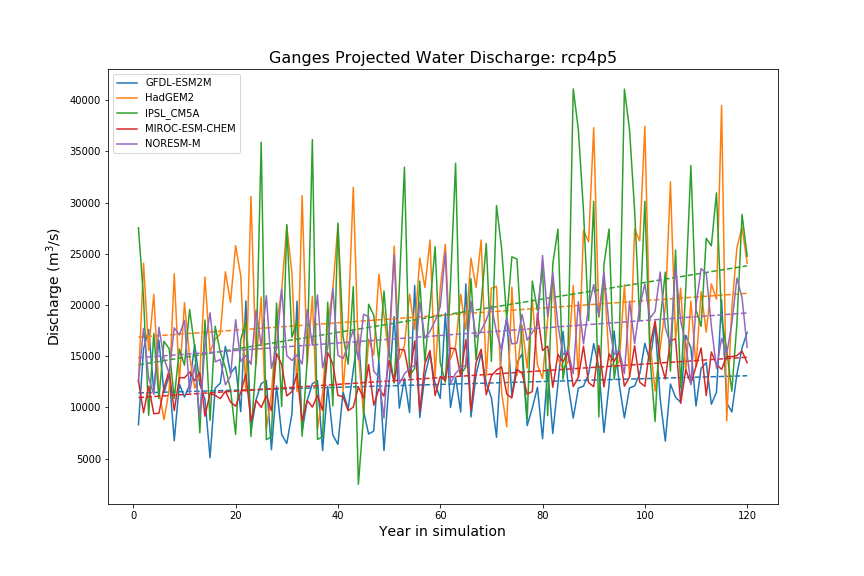 Ganges Projected Water Discharge: rcp4p5
GFDL-ESM2M
HadGEM2
IPSL_CM5A
MIROC-ESM-CHEM
NORESM-M
Discharge (m³/s)
40000
35000
30000
25000
20000
15000
10000
5000
0 20 40 60 80 100 120
Year in simulation